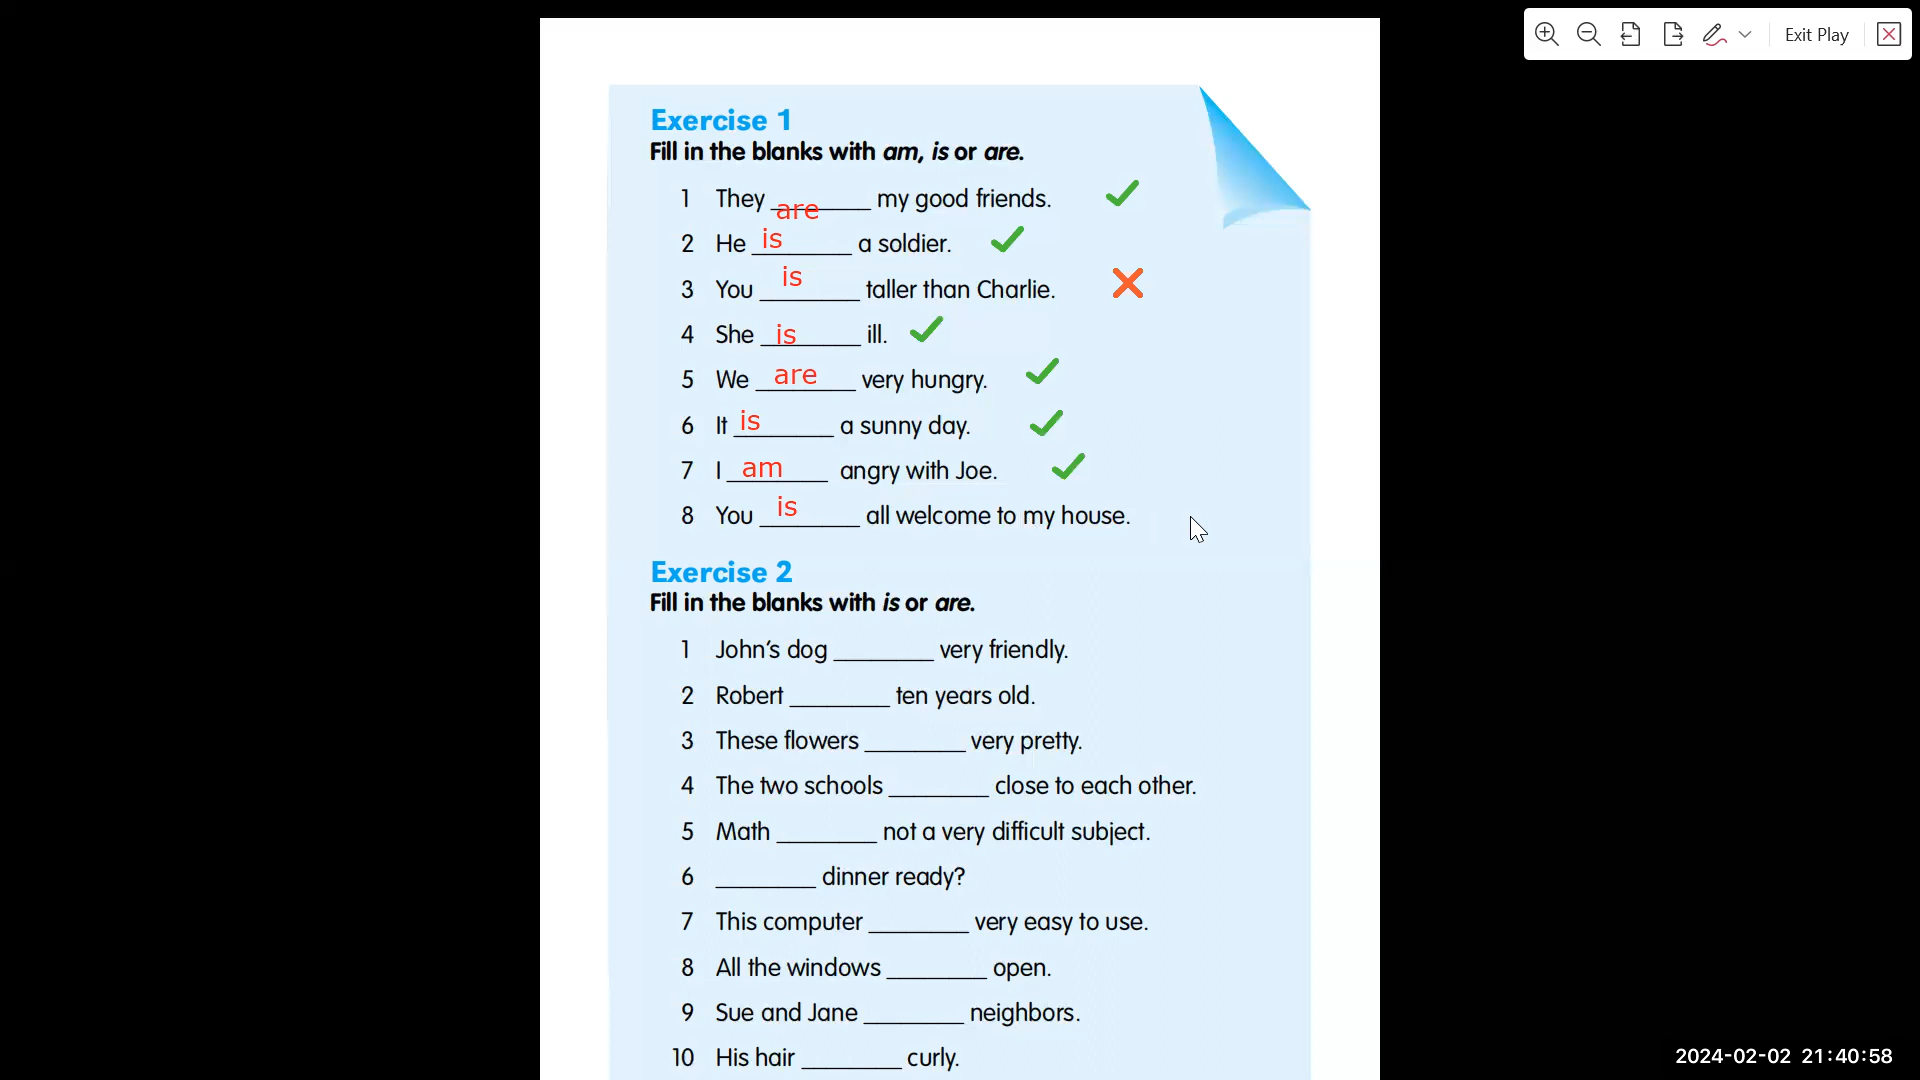 Exit Play
Exercise 1
Fill in the blanks with am, is or are.
1 They are my good friends.
2 He is a soldier.
3 You is taller than Charlie.
4 She is ill.
5 We are very hungry.
6 It is a sunny day.
7 I am angry with Joe.
8 You is all welcome to my house.
Exercise 2
Fill in the blanks with is or are.
1 John's dog ________ very friendly.
2 Robert ________ ten years old.
3 These flowers ________ very pretty.
4 The two schools ________ close to each other.
5 Math ________ not a very difficult subject.
6 ________ dinner ready?
7 This computer ________ very easy to use.
8 All the windows ________ open.
9 Sue and Jane ________ neighbors.
10 His hair ________ curly.
2024-02-02 21:40:58